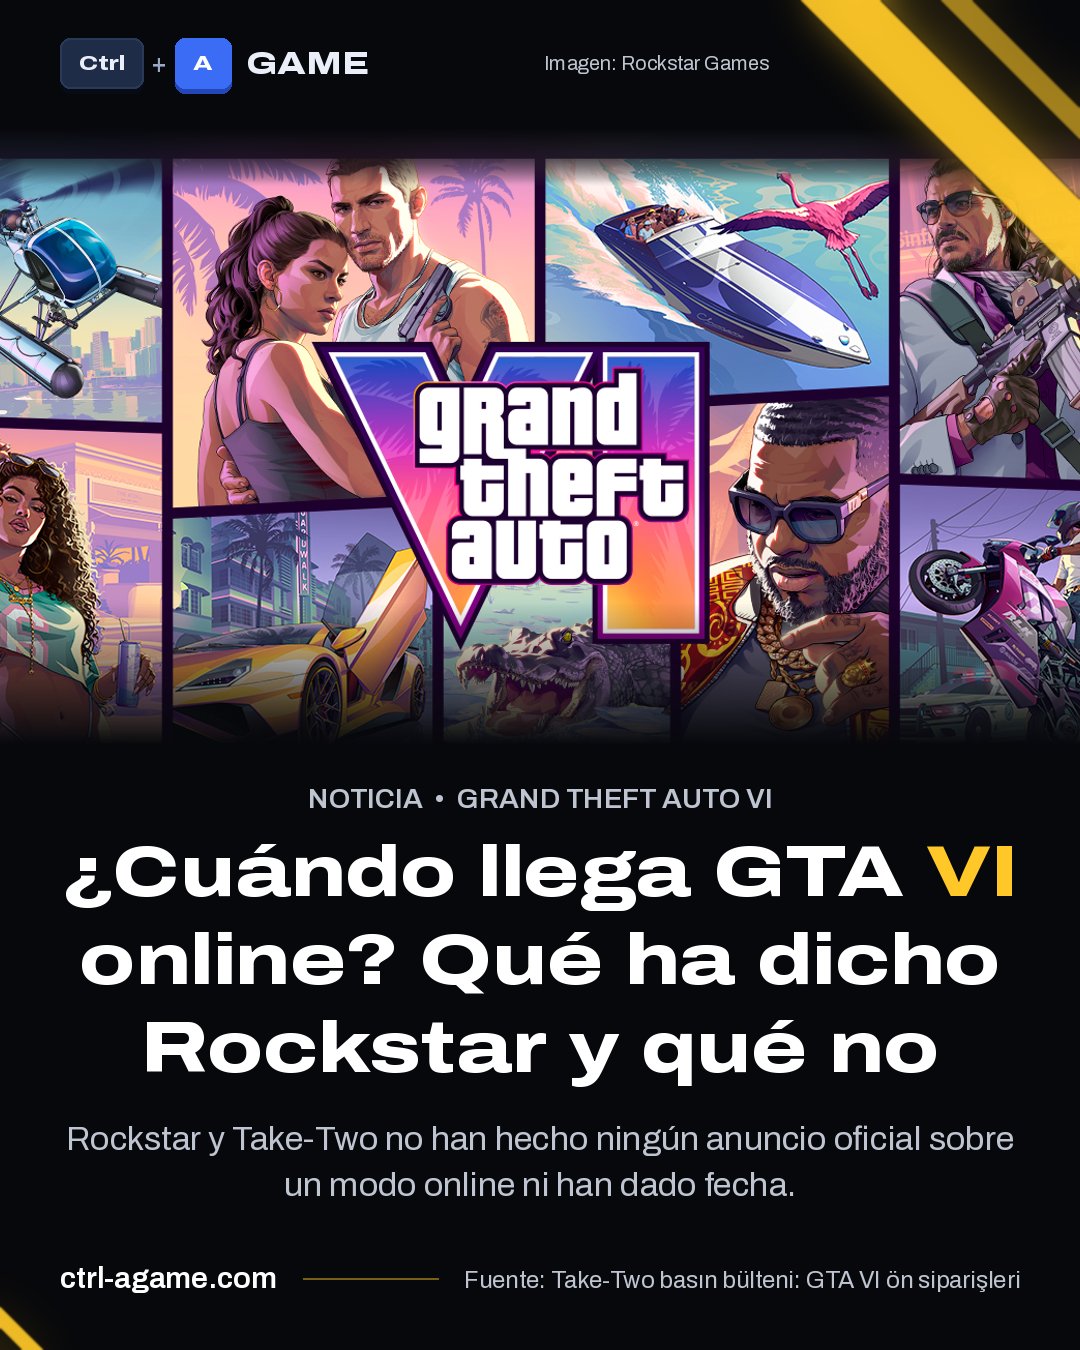 Ctrl + A GAME
Imagen: Rockstar Games
grand
theft
auto
VI
NOTICIA • GRAND THEFT AUTO VI
¿Cuándo llega GTA VI
online? Qué ha dicho
Rockstar y qué no
Rockstar y Take-Two no han hecho ningún anuncio oficial sobre
un modo online ni han dado fecha.
ctrl-agame.com
Fuente: Take-Two basın bülteni: GTA VI ön siparişleri